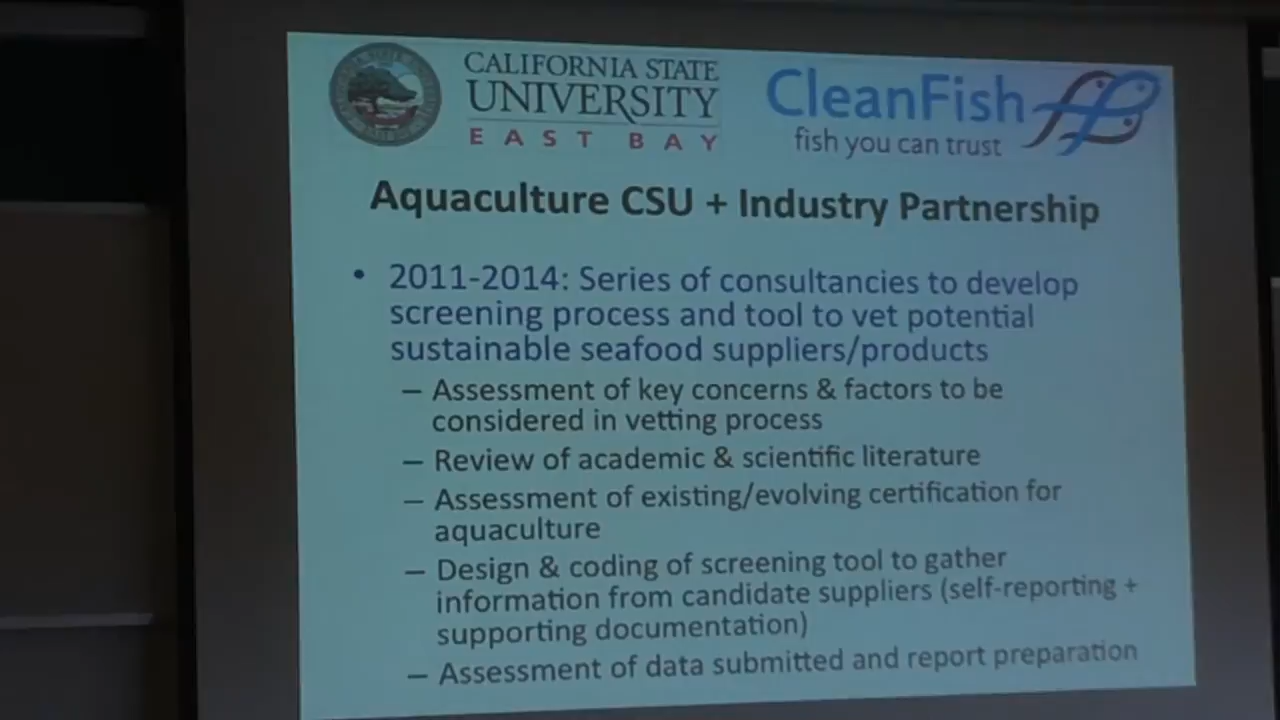 CALIFORNIA STATE
UNIVERSITY
EAST BAY
CleanFish
fish you can trust
Aquaculture CSU + Industry Partnership
• 2011-2014: Series of consultancies to develop
screening process and tool to vet potential
sustainable seafood suppliers/products
– Assessment of key concerns & factors to be
considered in vetting process
– Review of academic & scientific literature
– Assessment of existing/evolving certification for
aquaculture
– Design & coding of screening tool to gather
information from candidate suppliers (self-reporting +
supporting documentation)
– Assessment of data submitted and report preparation